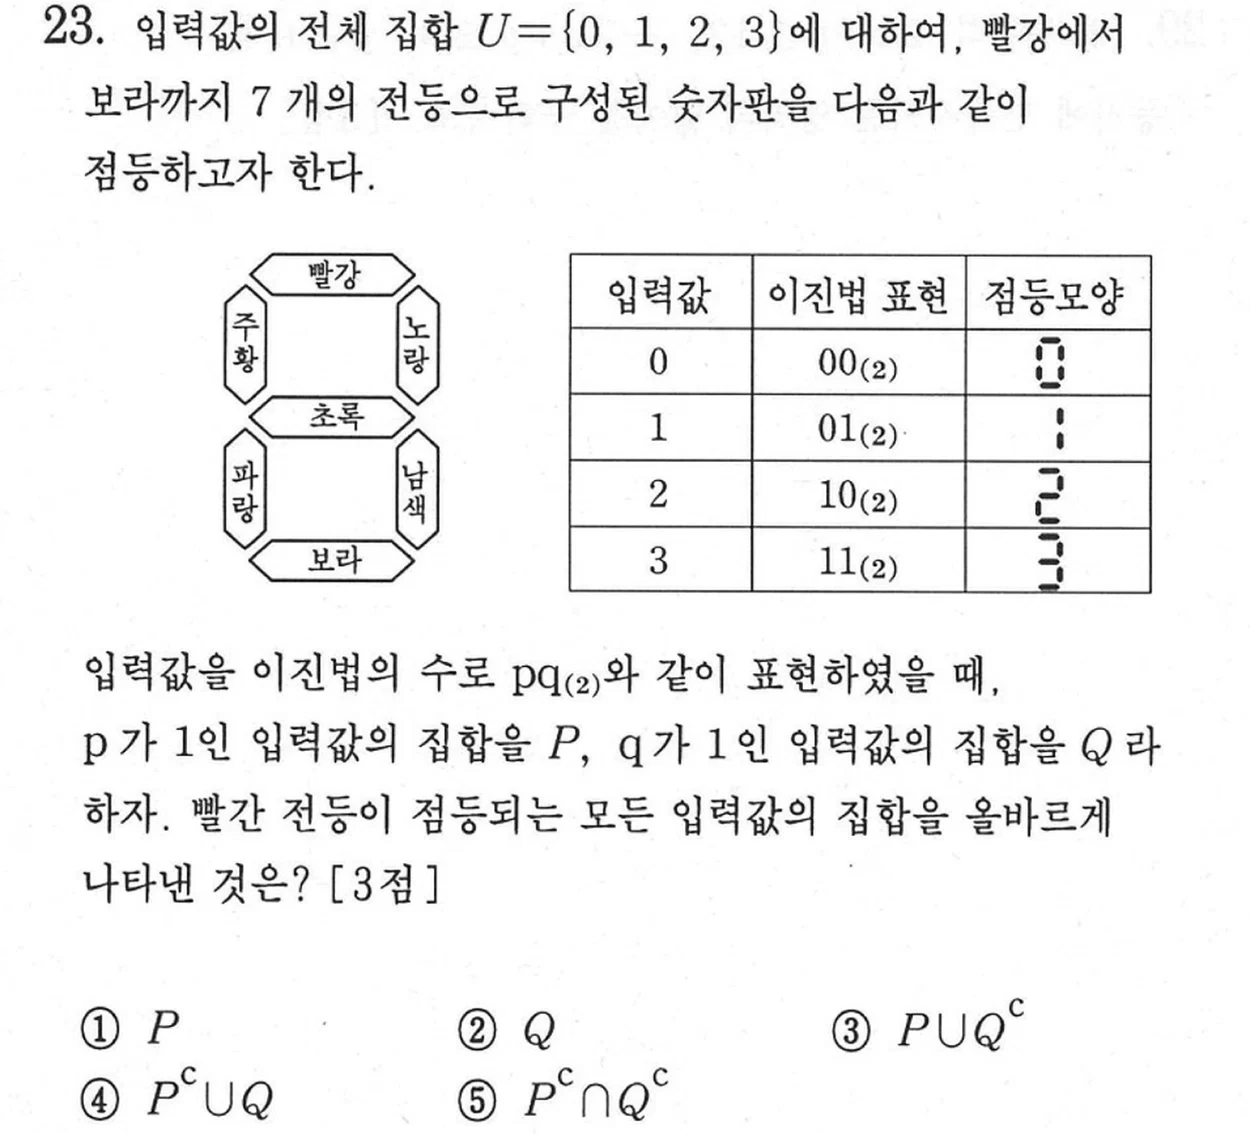 23. 입력값의 전체 집합 U={0, 1, 2, 3}에 대하여, 빨강에서
보라까지 7 개의 전등으로 구성된 숫자판을 다음과 같이
점등하고자 한다.
빨강
주황
노랑
초록
파랑
남색
보라
입력값 이진법 표현 점등모양
0 00(2) 0
1 01(2) 1
2 10(2) 2
3 11(2) 3
입력값을 이진법의 수로 pq(2)와 같이 표현하였을 때,
p가 1인 입력값의 집합을 P, q가 1인 입력값의 집합을 Q 라
하자. 빨간 전등이 점등되는 모든 입력값의 집합을 올바르게
나타낸 것은? [3점]
① P ② Q ③ P∪Qᶜ
④ Pᶜ∪Q ⑤ Pᶜ∩Qᶜ